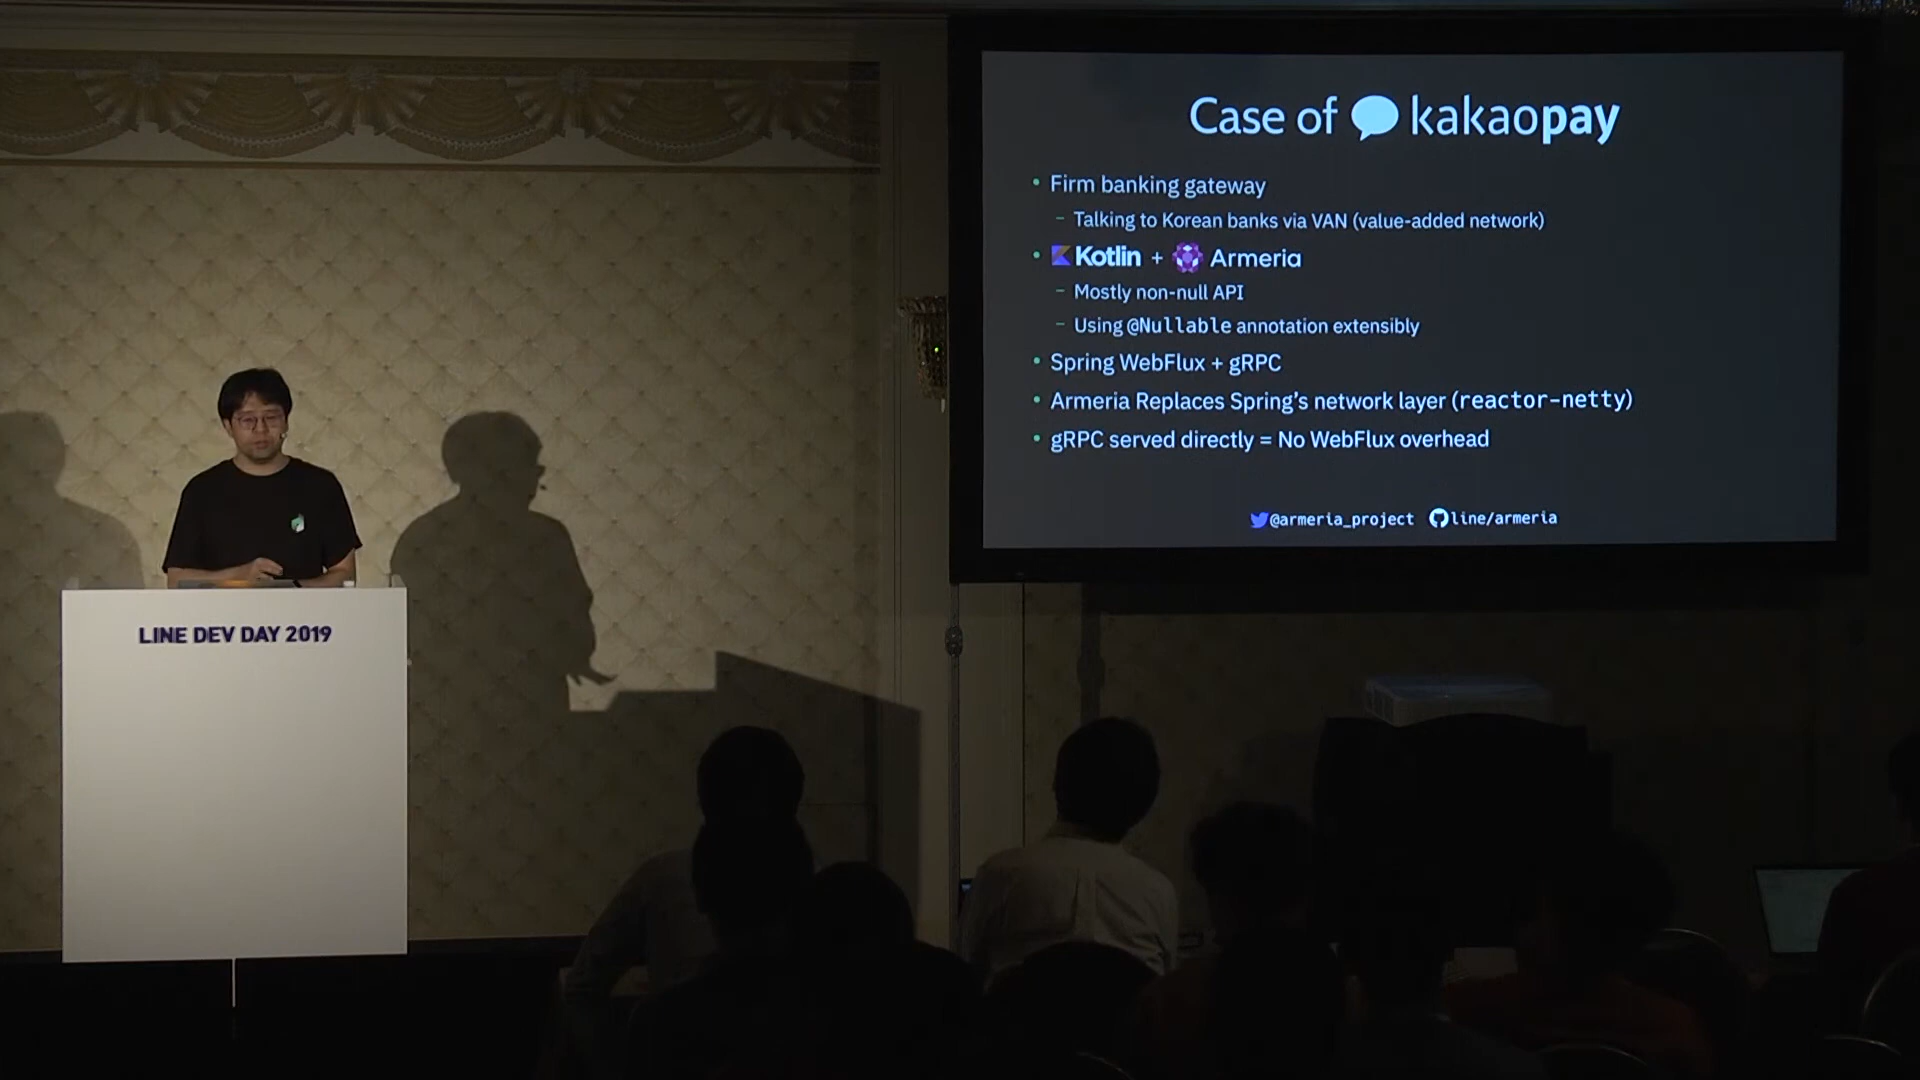 Case of kakaopay
• Firm banking gateway
– Talking to Korean banks via VAN (value-added network)
• Kotlin + Armeria
– Mostly non-null API
– Using @Nullable annotation extensibly
• Spring WebFlux + gRPC
• Armeria Replaces Spring’s network layer (reactor-netty)
• gRPC served directly = No WebFlux overhead
@armeria_project line/armeria
LINE DEV DAY 2019